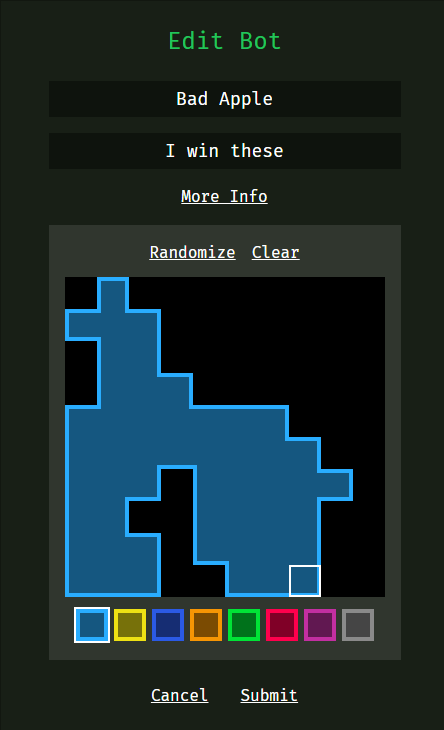 Edit Bot
Bad Apple
I win these
More Info
Randomize Clear
Cancel Submit